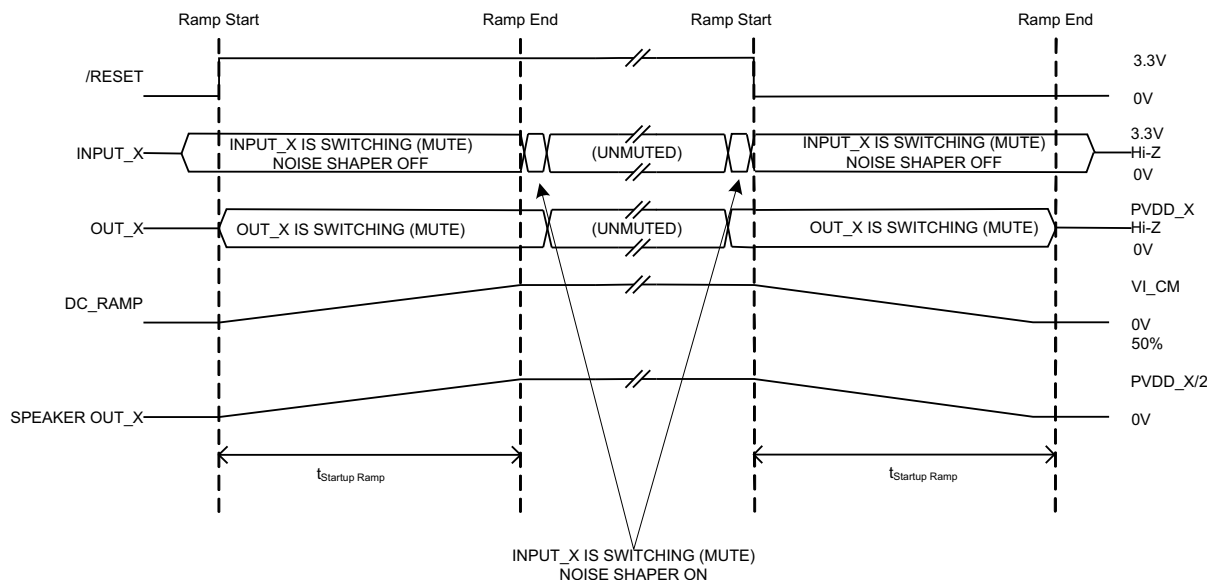 Ramp Start
Ramp End
Ramp Start
Ramp End
/RESET
3.3V
0V
INPUT_X
INPUT_X IS SWITCHING (MUTE)
NOISE SHAPER OFF
(UNMUTED)
INPUT_X IS SWITCHING (MUTE)
NOISE SHAPER OFF
3.3V
Hi-Z
0V
OUT_X
OUT_X IS SWITCHING (MUTE)
(UNMUTED)
OUT_X IS SWITCHING (MUTE)
PVDD_X
Hi-Z
0V
DC_RAMP
VI_CM
0V
50%
SPEAKER OUT_X
PVDD_X/2
0V
tStartup Ramp
tStartup Ramp
INPUT_X IS SWITCHING (MUTE)
NOISE SHAPER ON